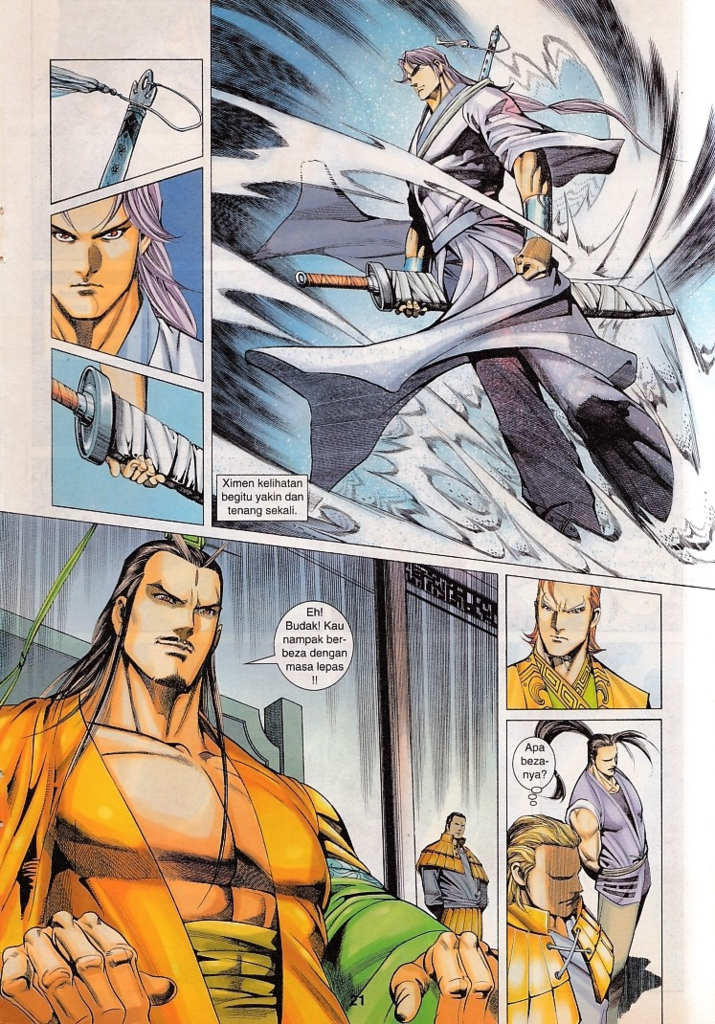 Ximen kelihatan
begitu yakin dan
tenang sekali.
Eh!
Budak! Kau
nampak ber-
beza dengan
masa lepas
!!
Apa
beza-
nya?
21